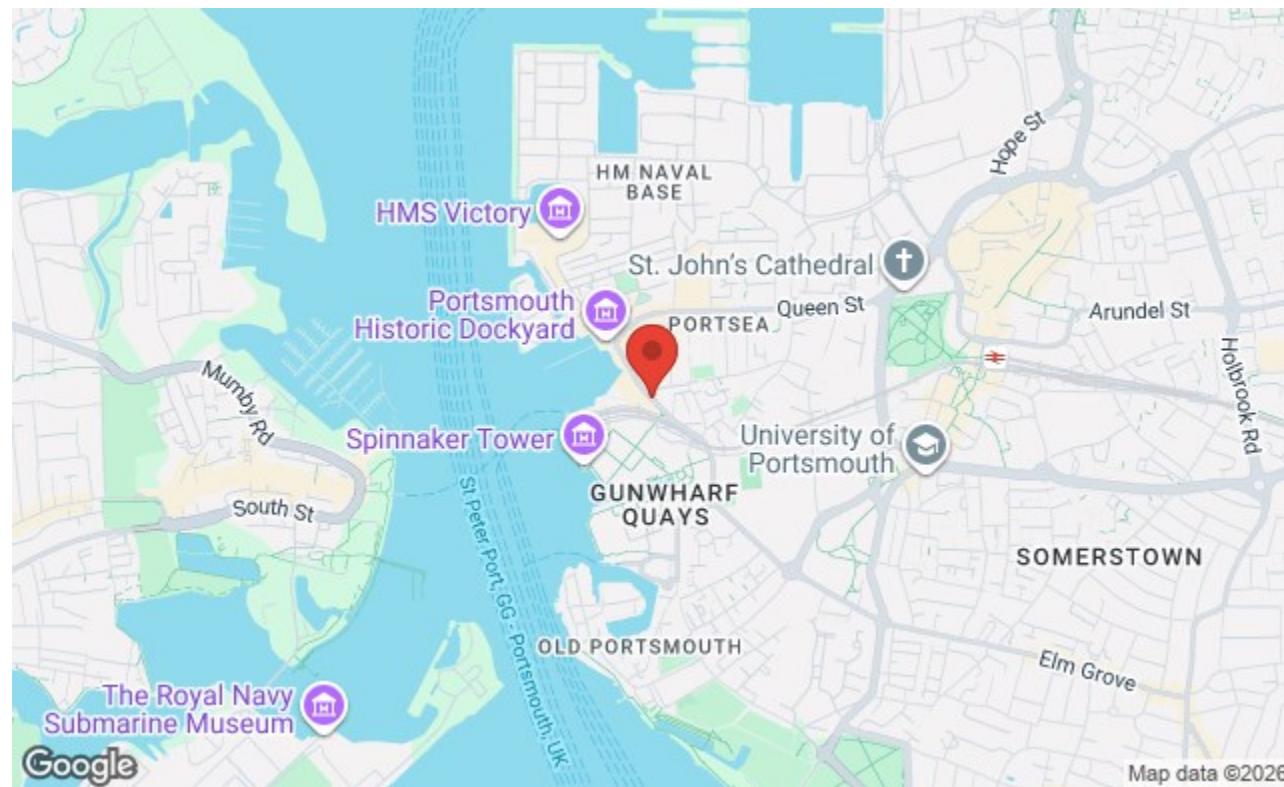 HM NAVAL
BASE
Hope St
HMS Victory
St. John's Cathedral
Portsmouth
Historic Dockyard
Queen St
PORTSEA
Arundel St
Holbrook Rd
Mumby Rd
Spinnaker Tower
University of
Portsmouth
GUNWHARF
QUAYS
South St
St Peter Port, GG - Portsmouth, UK
SOMERSTOWN
OLD PORTSMOUTH
Elm Grove
The Royal Navy
Submarine Museum
Google
Map data ©2026